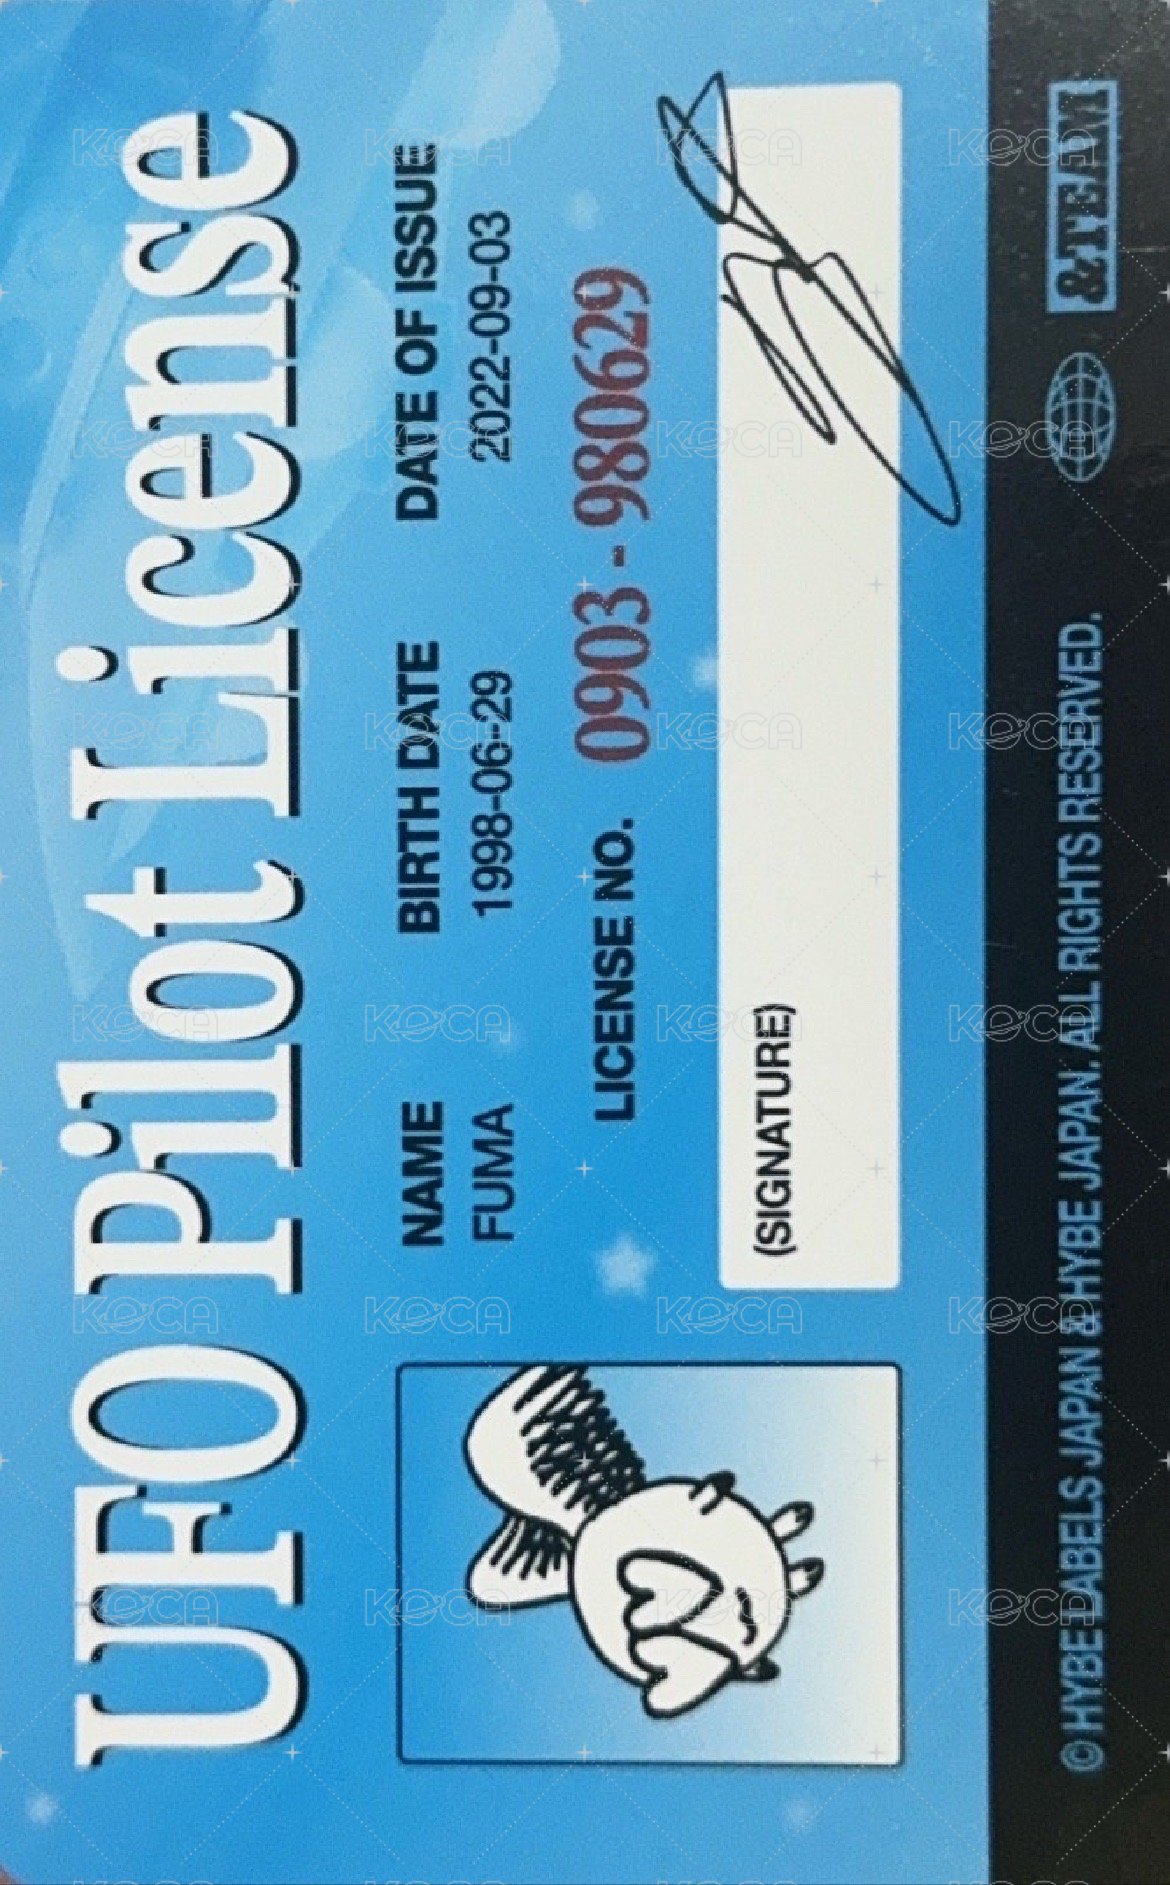 UFO Pilot License
NAME
FUMA
BIRTH DATE
1998-06-29
DATE OF ISSUE
2022-09-03
LICENSE NO. 0903 - 980629
(SIGNATURE)
© HYBE LABELS JAPAN & HYBE JAPAN. ALL RIGHTS RESERVED.
&TEAM
KOCA